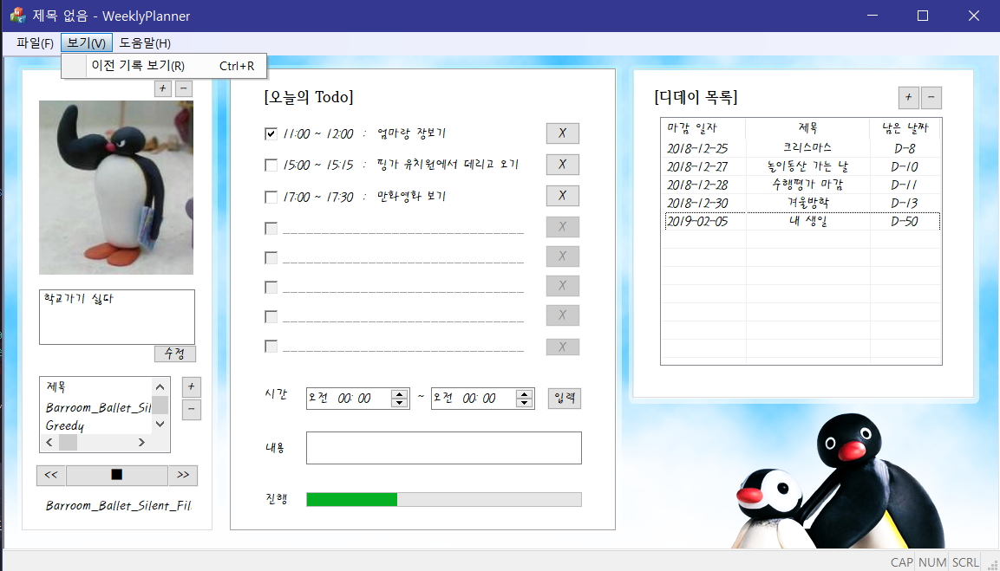 제목 없음 - WeeklyPlanner
파일(F) 보기(V) 도움말(H)
이전 기록 보기(R) Ctrl+R
+ -
학교가기 싫다
수정
제목
Barroom_Ballet_Sil
Greedy
+
-
<< >>
Barroom_Ballet_Silent_Fil
[오늘의 Todo]
11:00 ~ 12:00 : 엄마랑 장보기 X
15:00 ~ 15:15 : 핑가 유치원에서 데리고 오기 X
17:00 ~ 17:30 : 만화영화 보기 X
X
X
X
X
X
시간 오전 00: 00 ~ 오전 00: 00 입력
내용
진행
[디데이 목록] + -
마감 일자 제목 남은 날짜
2018-12-25 크리스마스 D-8
2018-12-27 놀이동산 가는 날 D-10
2018-12-28 수행평가 마감 D-11
2018-12-30 겨울방학 D-13
2019-02-05 내 생일 D-50
CAP NUM SCRL